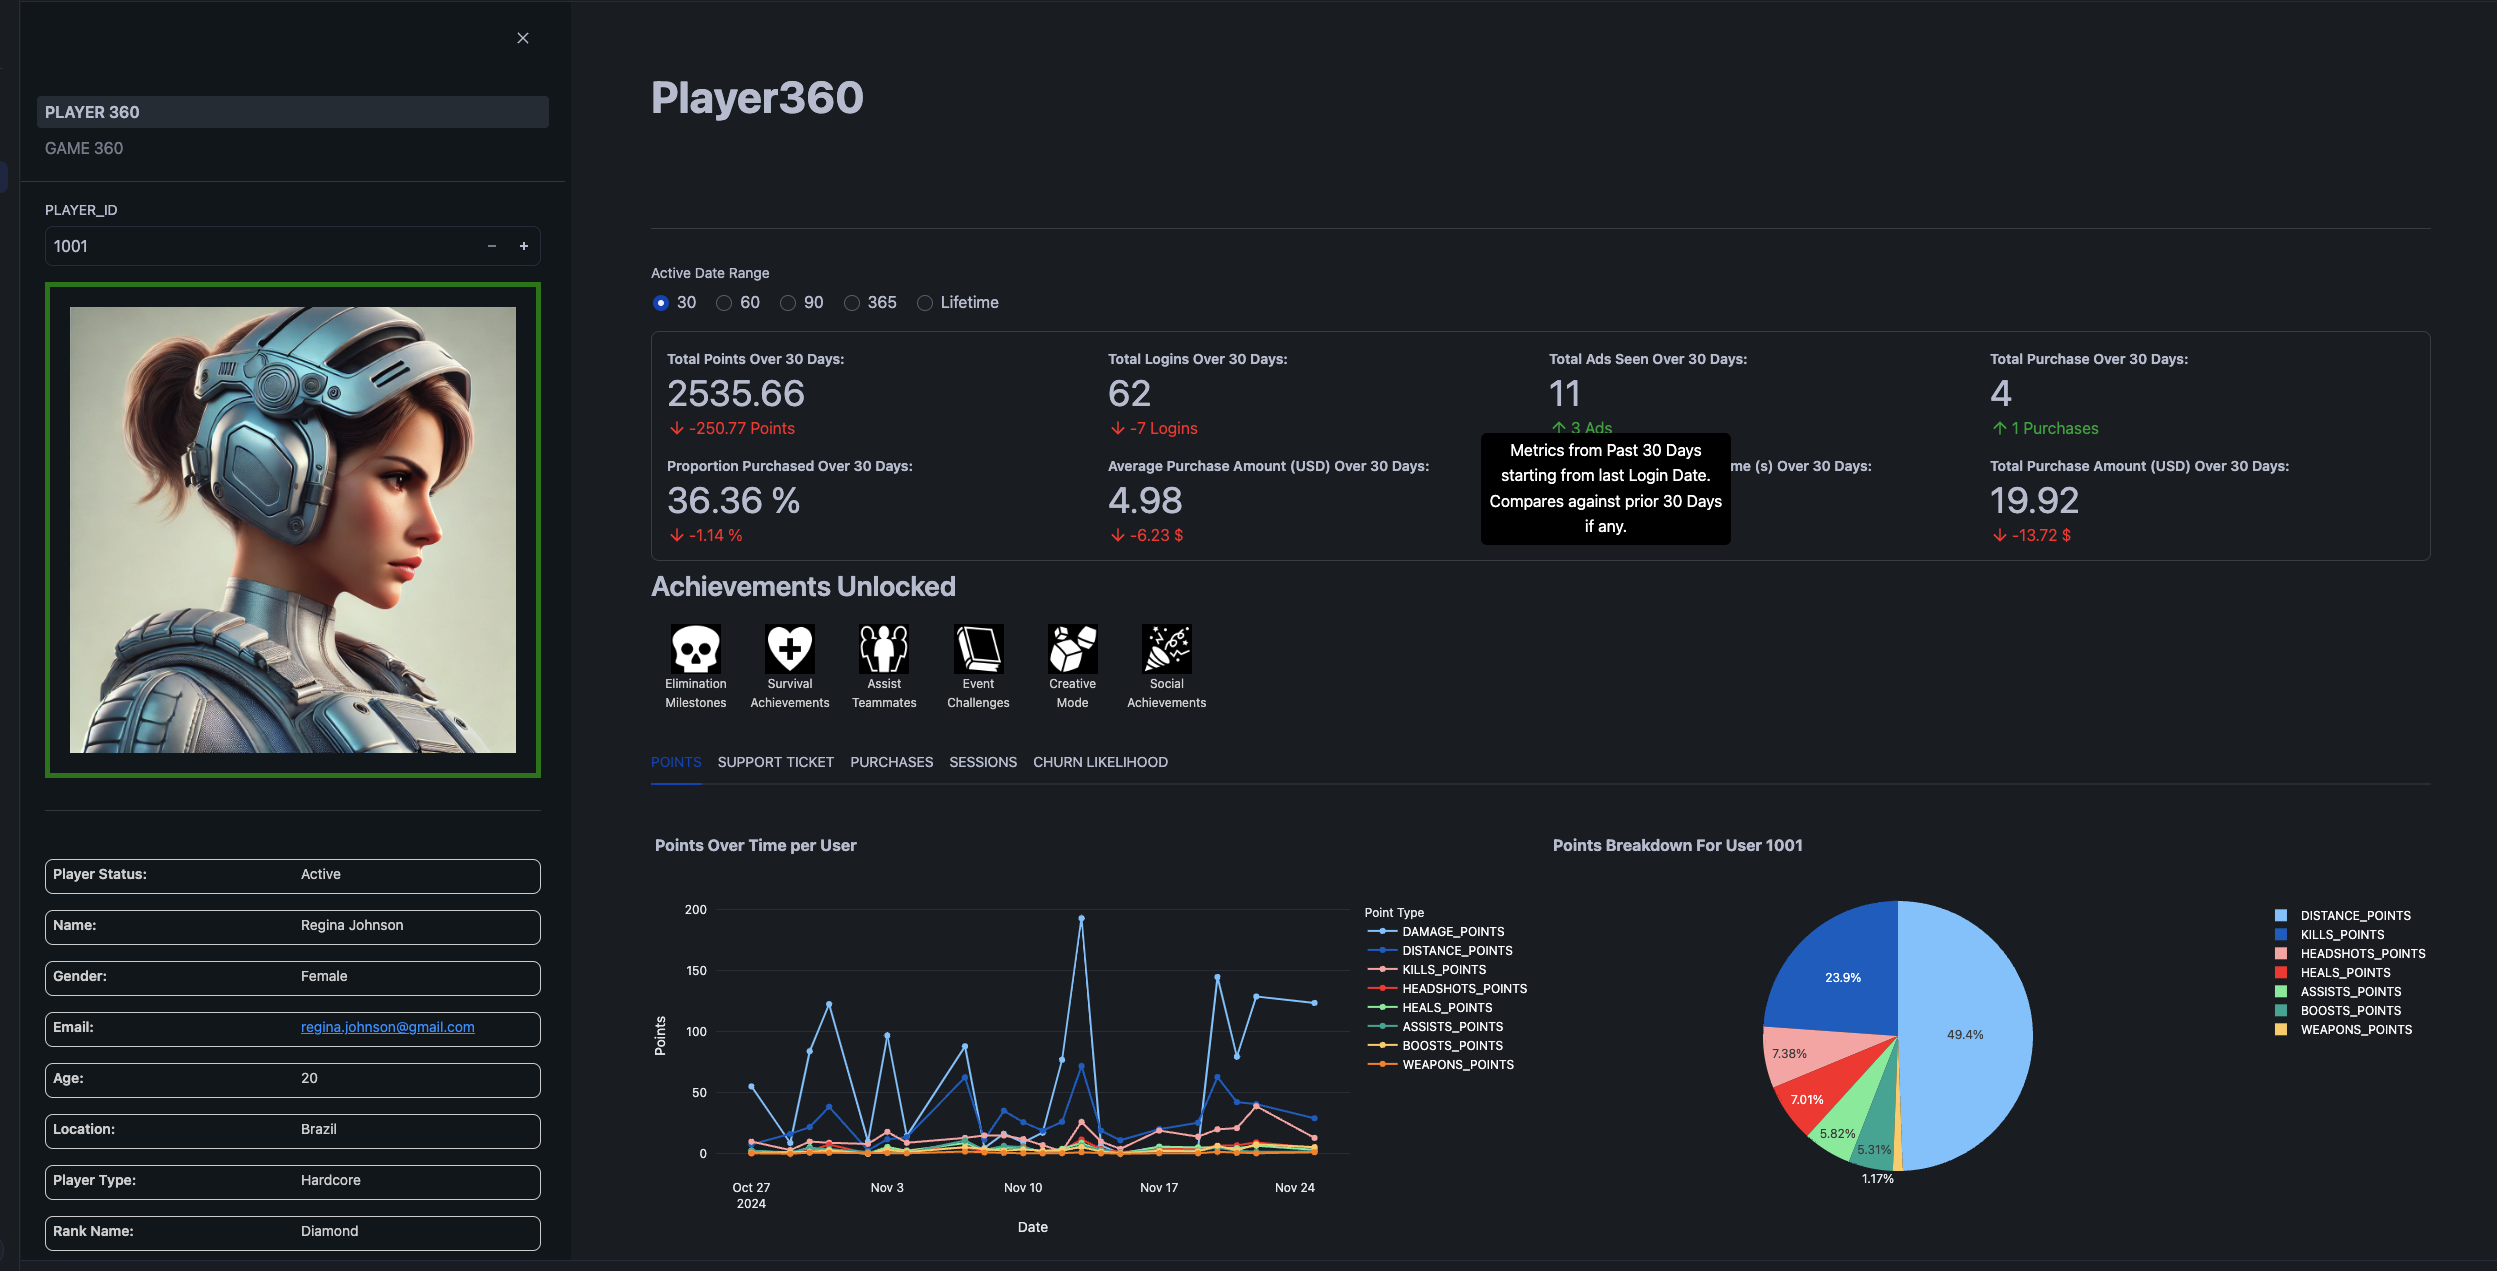 PLAYER 360
GAME 360
PLAYER_ID
1001
Player Status: Active
Name: Regina Johnson
Gender: Female
Email: regina.johnson@gmail.com
Age: 20
Location: Brazil
Player Type: Hardcore
Rank Name: Diamond
Player360
Active Date Range
30 60 90 365 Lifetime
Total Points Over 30 Days: Total Logins Over 30 Days: Total Ads Seen Over 30 Days: Total Purchase Over 30 Days:
2535.66 62 11 4
↓ -250.77 Points ↓ -7 Logins ↑ 3 Ads ↑ 1 Purchases
Metrics from Past 30 Days
starting from last Login Date.
Compares against prior 30 Days
if any.
Proportion Purchased Over 30 Days: Average Purchase Amount (USD) Over 30 Days: me (s) Over 30 Days: Total Purchase Amount (USD) Over 30 Days:
36.36 % 4.98 19.92
↓ -1.14 % ↓ -6.23 $ ↓ -13.72 $
Achievements Unlocked
Elimination
Milestones
Survival
Achievements
Assist
Teammates
Event
Challenges
Creative
Mode
Social
Achievements
POINTS SUPPORT TICKET PURCHASES SESSIONS CHURN LIKELIHOOD
Points Over Time per User
200
150
100
50
0
Points
Oct 27
2024
Nov 3
Nov 10
Nov 17
Nov 24
Date
Point Type
DAMAGE_POINTS
DISTANCE_POINTS
KILLS_POINTS
HEADSHOTS_POINTS
HEALS_POINTS
ASSISTS_POINTS
BOOSTS_POINTS
WEAPONS_POINTS
Points Breakdown For User 1001
23.9%
49.4%
7.38%
7.01%
5.82%
5.31%
1.17%
DISTANCE_POINTS
KILLS_POINTS
HEADSHOTS_POINTS
HEALS_POINTS
ASSISTS_POINTS
BOOSTS_POINTS
WEAPONS_POINTS